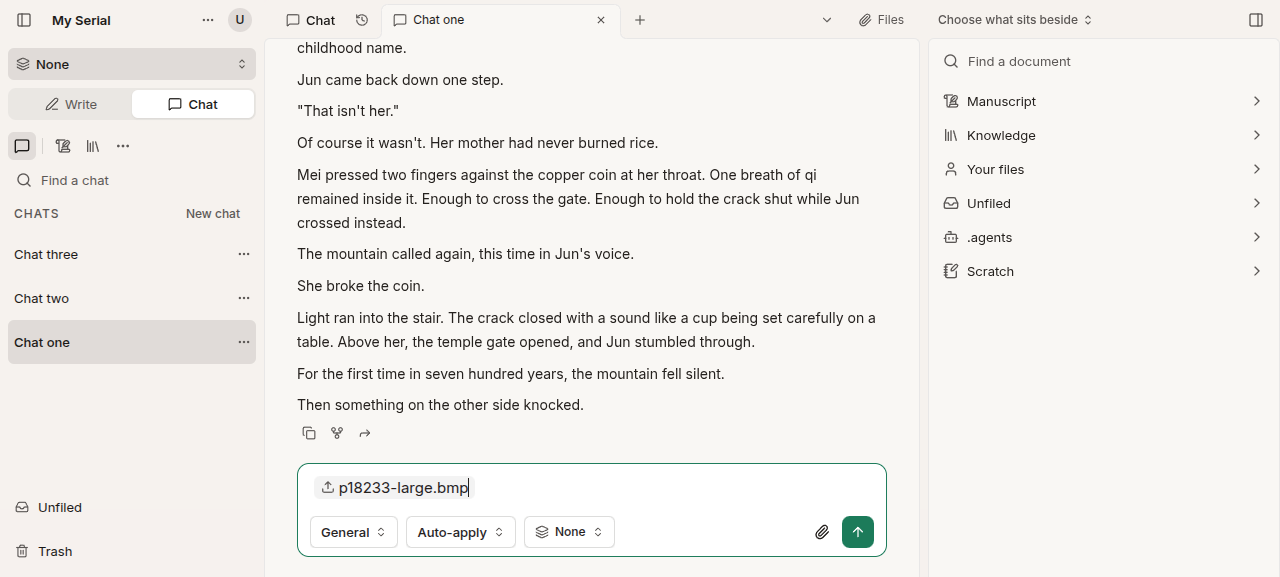 My Serial
U
None
Write
Chat
Find a chat
CHATS
New chat
Chat three
Chat two
Chat one
Unfiled
Trash
Chat
Chat one
Files
childhood name.
Jun came back down one step.
"That isn't her."
Of course it wasn't. Her mother had never burned rice.
Mei pressed two fingers against the copper coin at her throat. One breath of qi
remained inside it. Enough to cross the gate. Enough to hold the crack shut while Jun
crossed instead.
The mountain called again, this time in Jun's voice.
She broke the coin.
Light ran into the stair. The crack closed with a sound like a cup being set carefully on a
table. Above her, the temple gate opened, and Jun stumbled through.
For the first time in seven hundred years, the mountain fell silent.
Then something on the other side knocked.
p18233-large.bmp
General
Auto-apply
None
Choose what sits beside
Find a document
Manuscript
Knowledge
Your files
Unfiled
.agents
Scratch